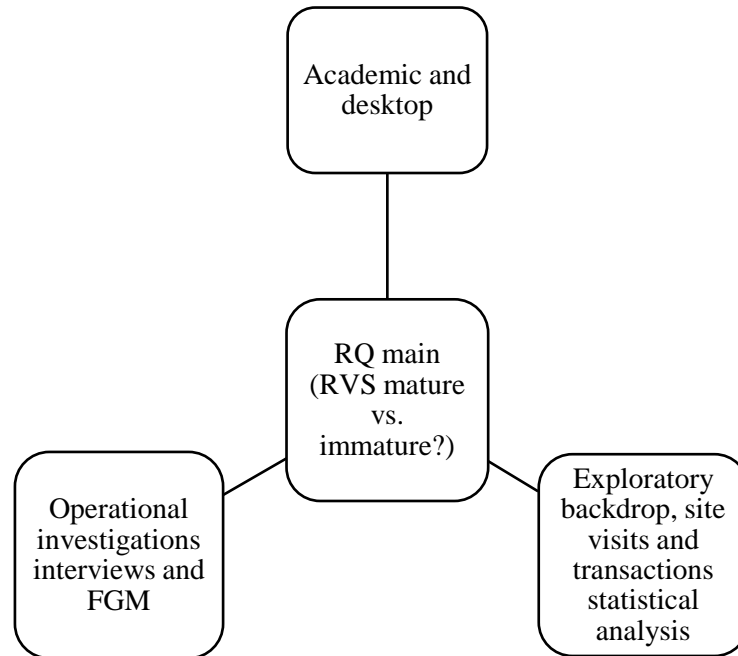 Academic and
desktop
RQ main
(RVS mature
vs.
immature?)
Operational
investigations
interviews and
FGM
Exploratory
backdrop, site
visits and
transactions
statistical
analysis